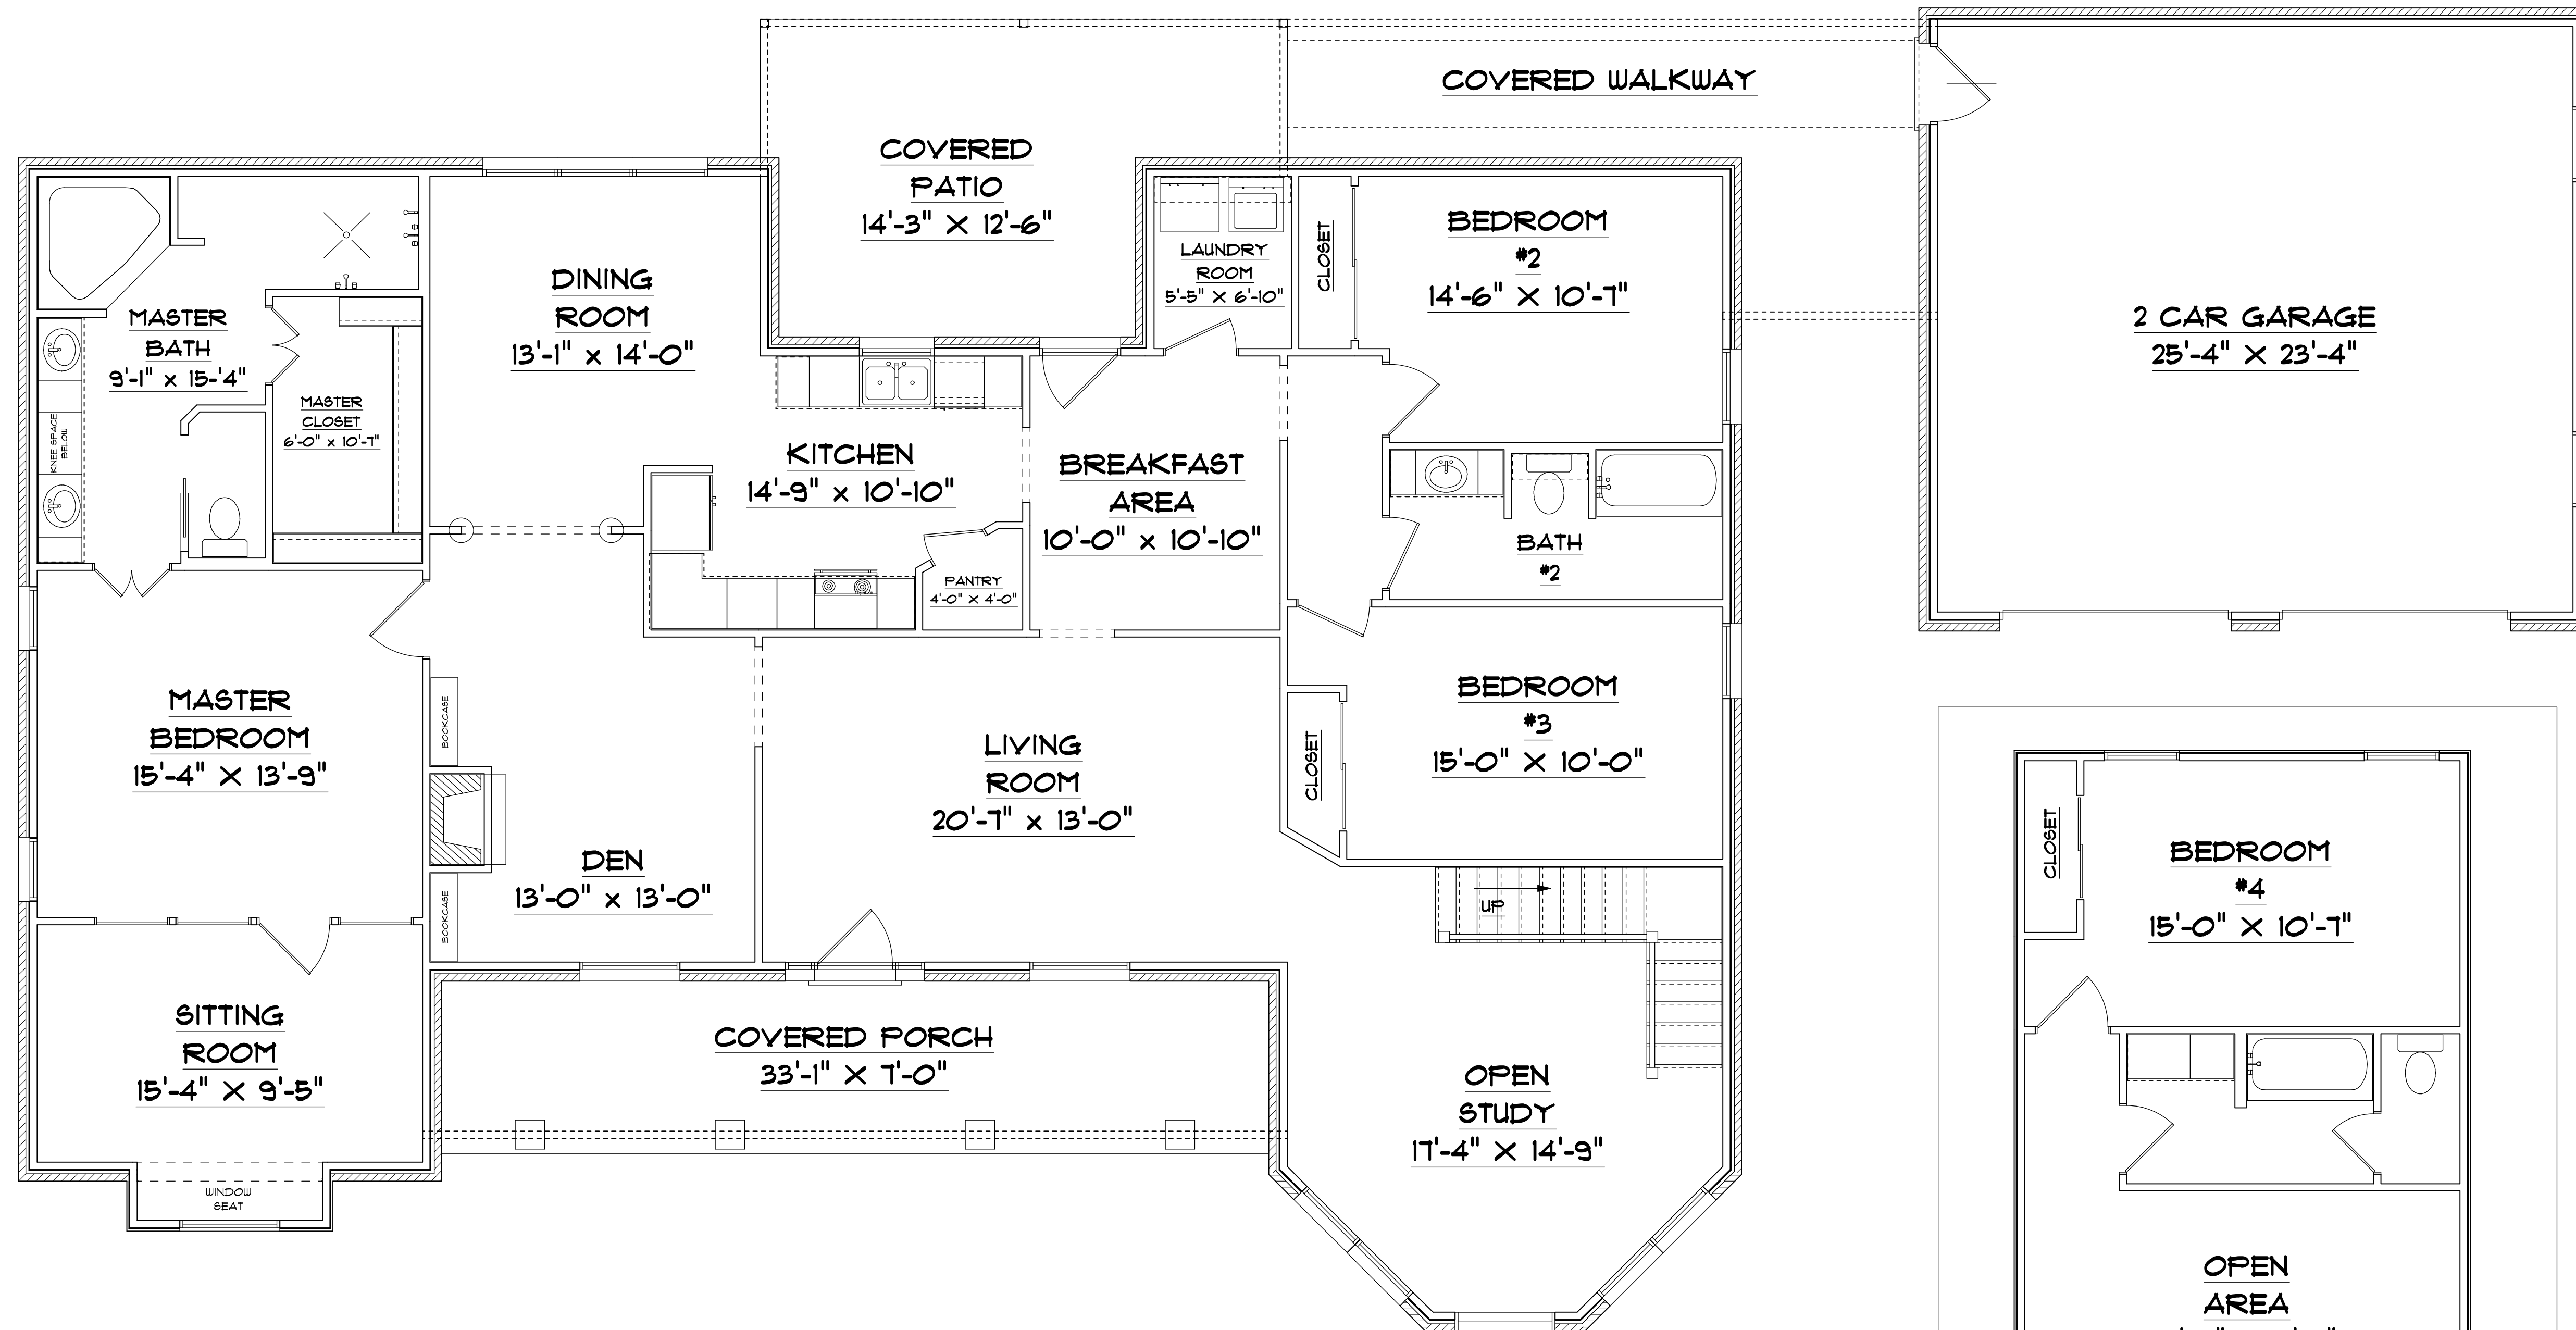 COVERED WALKWAY
COVERED
PATIO
14'-3" X 12'-6"
MASTER
BATH
9'-1" x 15-'4"
KNEE SPACE
BELOW
MASTER
CLOSET
6'-0" x 10'-7"
DINING
ROOM
13'-1" x 14'-0"
KITCHEN
14'-9" x 10'-10"
PANTRY
4'-0" X 4'-0"
BREAKFAST
AREA
10'-0" x 10'-10"
LAUNDRY
ROOM
5'-5" X 6'-10"
CLOSET
BEDROOM
#2
14'-6" X 10'-7"
BATH
#2
2 CAR GARAGE
25'-4" X 23'-4"
MASTER
BEDROOM
15'-4" X 13'-9"
BOOKCASE
BOOKCASE
DEN
13'-0" x 13'-0"
LIVING
ROOM
20'-7" x 13'-0"
CLOSET
BEDROOM
#3
15'-0" X 10'-0"
UP
SITTING
ROOM
15'-4" X 9'-5"
WINDOW
SEAT
COVERED PORCH
33'-1" X 7'-0"
OPEN
STUDY
17'-4" X 14'-9"
CLOSET
BEDROOM
#4
15'-0" X 10'-7"
OPEN
AREA